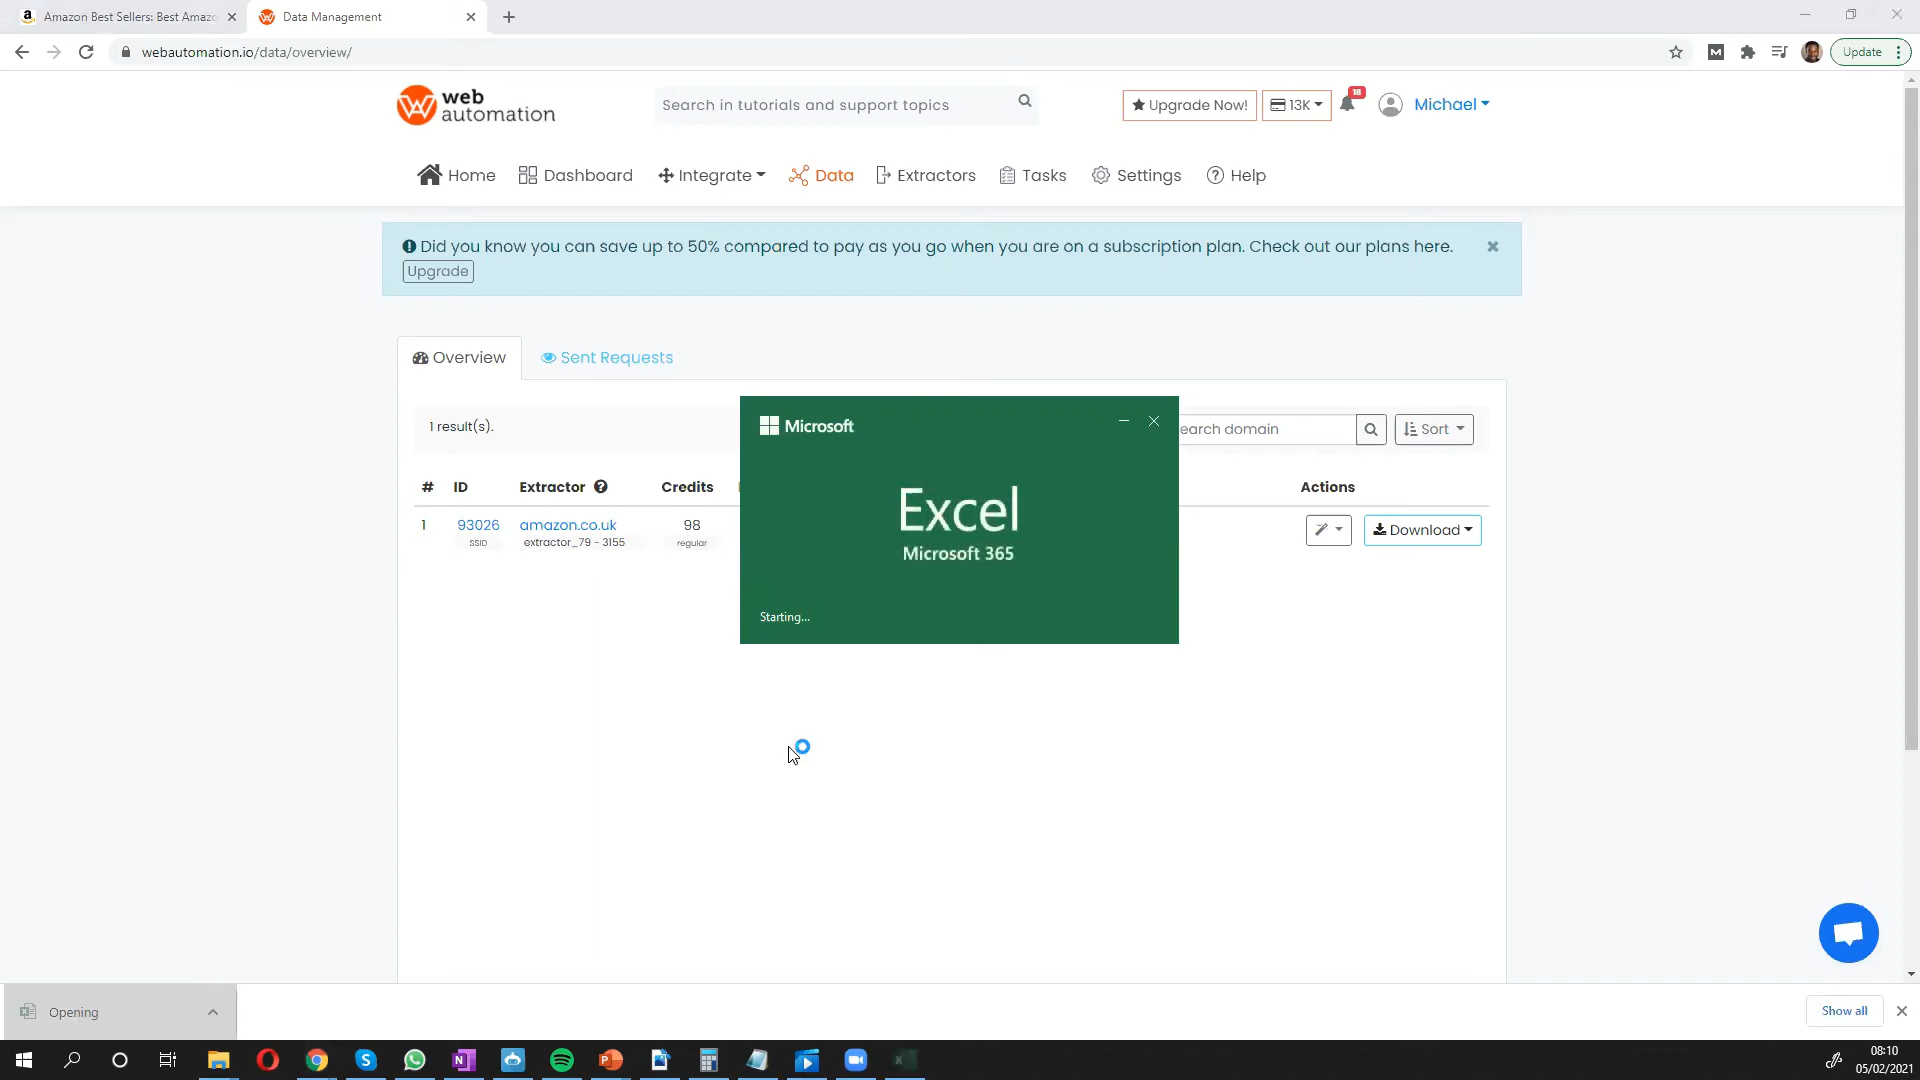 Amazon Best Sellers: Best Amazo
Data Management
webautomation.io/data/overview/
Update
web
automation
Search in tutorials and support topics
Upgrade Now!
13K
18
Michael
Home
Dashboard
Integrate
Data
Extractors
Tasks
Settings
Help
Did you know you can save up to 50% compared to pay as you go when you are on a subscription plan. Check out our plans here.
Upgrade
Overview
Sent Requests
1 result(s).
earch domain
Sort
# ID Extractor Credits Actions
1 93026 amazon.co.uk 98 Download
SSID extractor_79 - 3155 regular
Microsoft
Excel
Microsoft 365
Starting...
Opening
Show all
08:10
05/02/2021